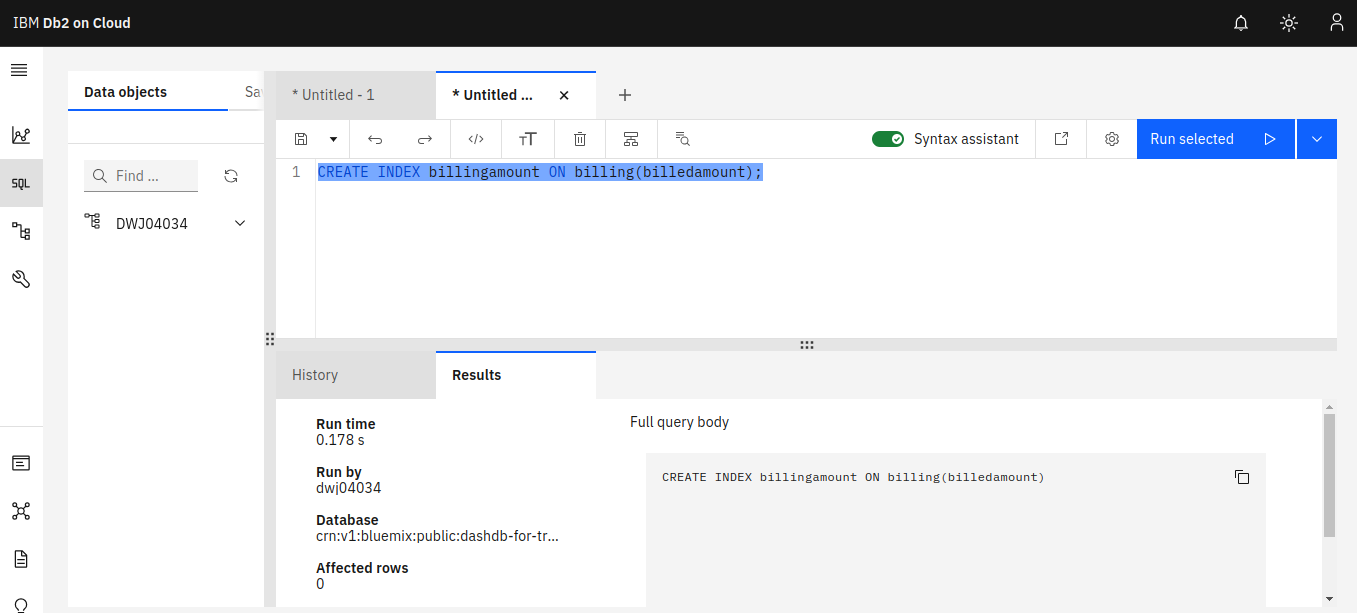 IBM Db2 on Cloud
Data objects
Sa
* Untitled - 1
* Untitled ...
SQL
Syntax assistant
Run selected
Find ...
DWJ04034
1
CREATE INDEX billingamount ON billing(billedamount);
History
Results
Run time
0.178 s
Run by
dwj04034
Database
crn:v1:bluemix:public:dashdb-for-tr...
Affected rows
0
Full query body
CREATE INDEX billingamount ON billing(billedamount)